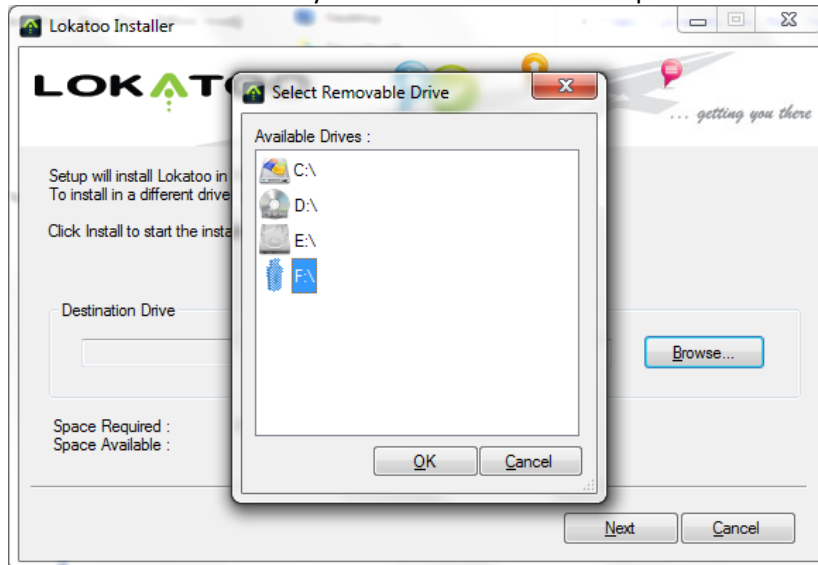 Lokatoo Installer
LOKAT
... getting you there
Select Removable Drive
Available Drives :
C:\
D:\
E:\
F:\
OK
Cancel
Setup will install Lokatoo in
To install in a different drive
Click Install to start the insta
Destination Drive
Browse...
Space Required :
Space Available :
Next
Cancel